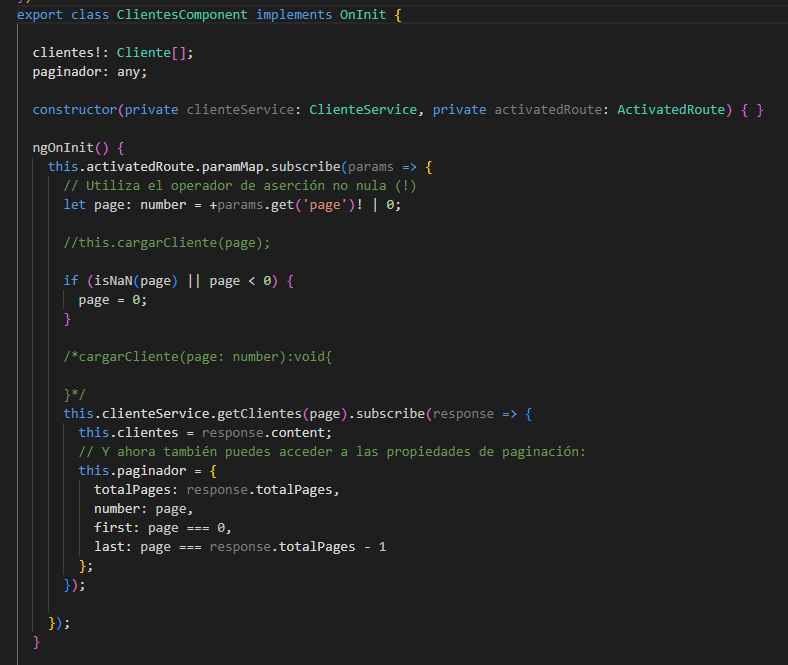 export class ClientesComponent implements OnInit {
clientes!: Cliente[];
paginador: any;
constructor(private clienteService: ClienteService, private activatedRoute: ActivatedRoute) { }
ngOnInit() {
this.activatedRoute.paramMap.subscribe(params => {
// Utiliza el operador de aserción no nula (!)
let page: number = +params.get('page')! | 0;
//this.cargarCliente(page);
if (isNaN(page) || page < 0) {
page = 0;
}
/*cargarCliente(page: number):void{
}*/
this.clienteService.getClientes(page).subscribe(response => {
this.clientes = response.content;
// Y ahora también puedes acceder a las propiedades de paginación:
this.paginador = {
totalPages: response.totalPages,
number: page,
first: page === 0,
last: page === response.totalPages - 1
};
});
});
}